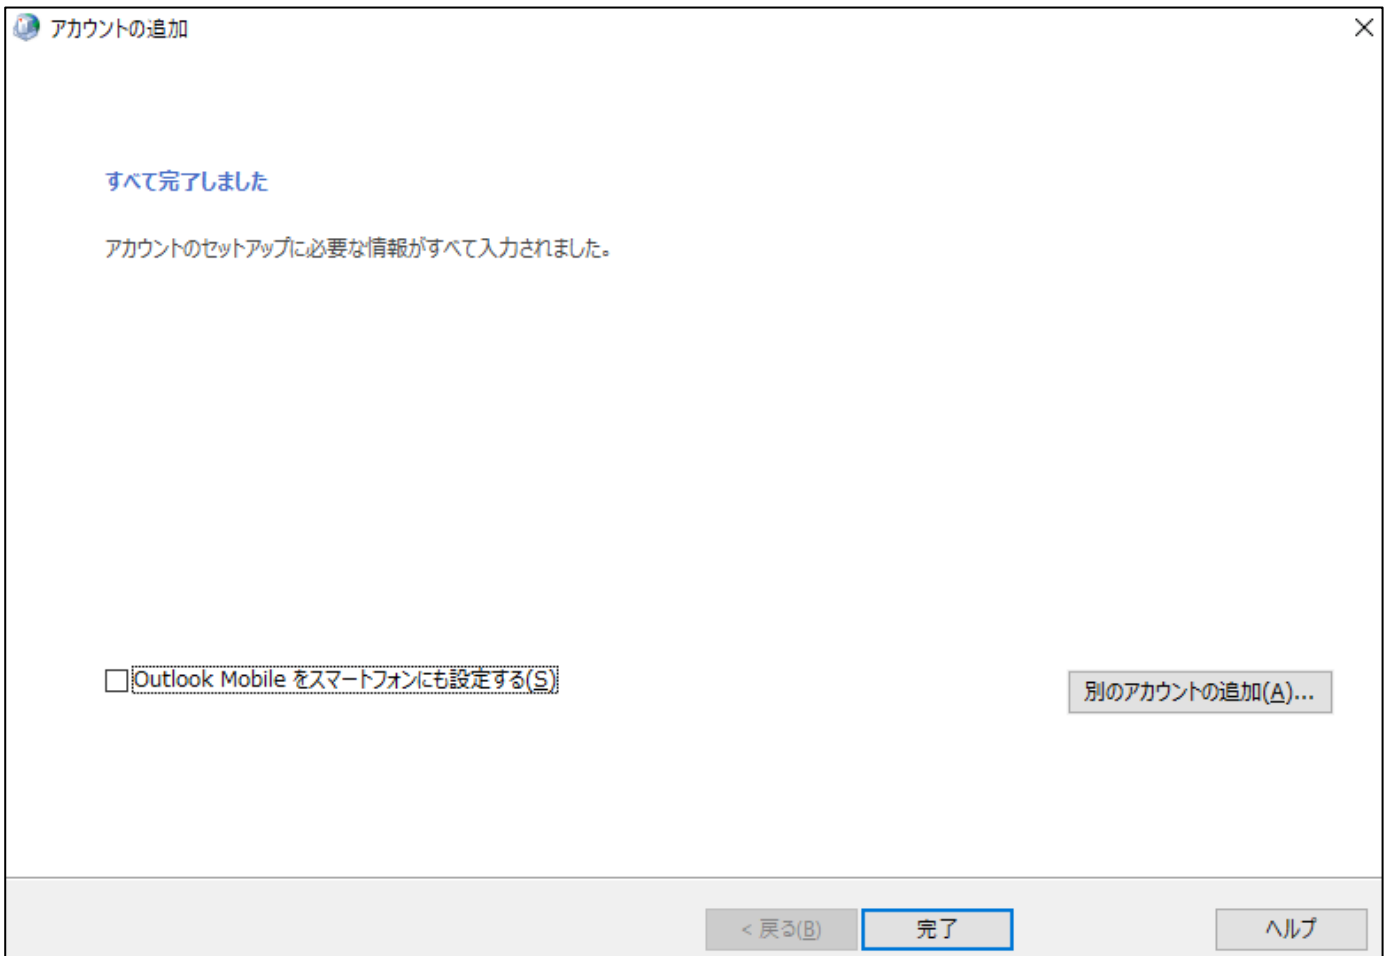 アカウントの追加
すべて完了しました
アカウントのセットアップに必要な情報がすべて入力されました。
Outlook Mobile をスマートフォンにも設定する(S)
別のアカウントの追加(A)...
< 戻る(B)
完了
ヘルプ